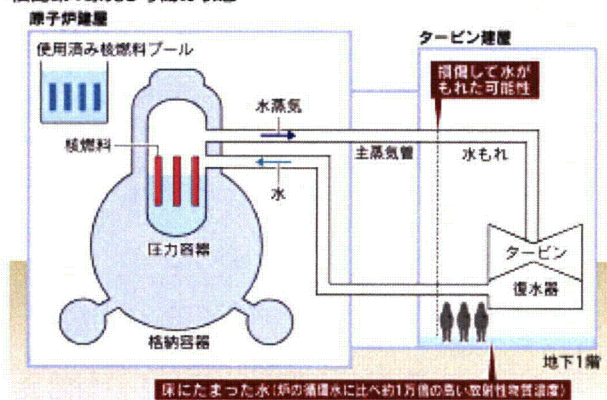 原子炉建屋
使用済み核燃料プール
タービン建屋
損傷して水が
もれた可能性
水蒸気
核燃料
主蒸気管
水もれ
水
圧力容器
タービン
復水器
格納容器
地下1階
床にたまった水(炉の循環水に比べ約1万倍の高い放射性物質濃度)